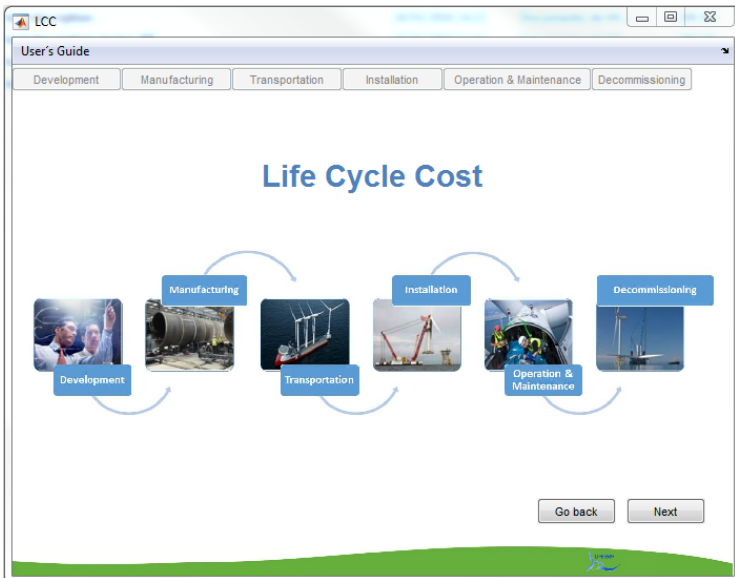 LCC
User´s Guide
Development Manufacturing Transportation Installation Operation & Maintenance Decommissioning
Life Cycle Cost
Manufacturing
Installation
Decommissioning
Development
Transportation
Operation &
Maintenance
Go back Next